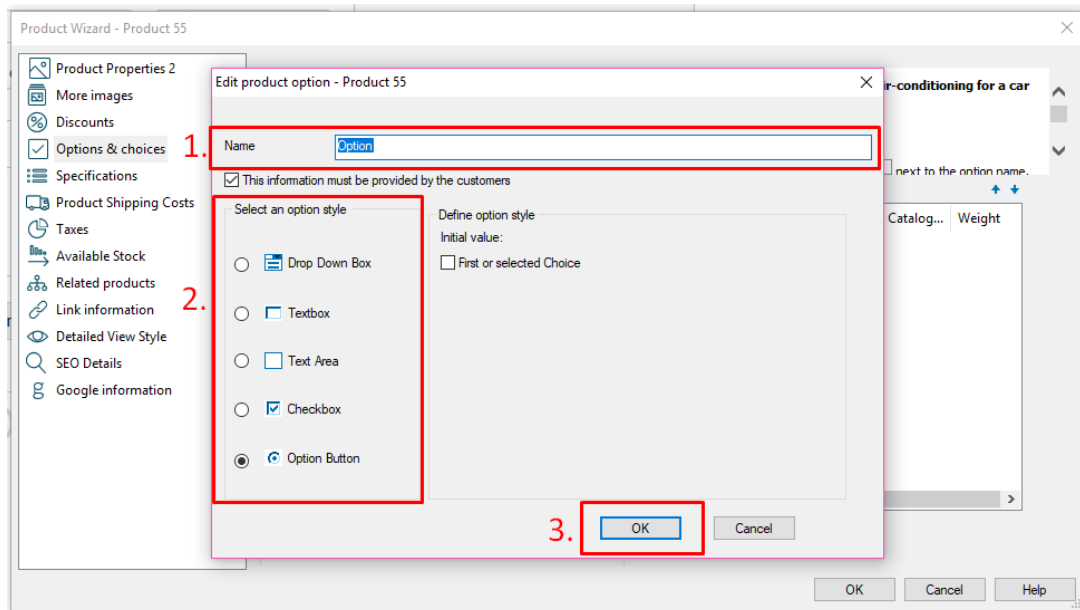 Product Wizard - Product 55
Product Properties 2
More images
Discounts
Options & choices
Specifications
Product Shipping Costs
Taxes
Available Stock
Related products
Link information
Detailed View Style
SEO Details
Google information
Edit product option - Product 55
1.
Name
Option
This information must be provided by the customers
2.
Select an option style
Drop Down Box
Textbox
Text Area
Checkbox
Option Button
Define option style
Initial value:
First or selected Choice
3.
OK
Cancel
ir-conditioning for a car
next to the option name.
Catalog... Weight
OK
Cancel
Help